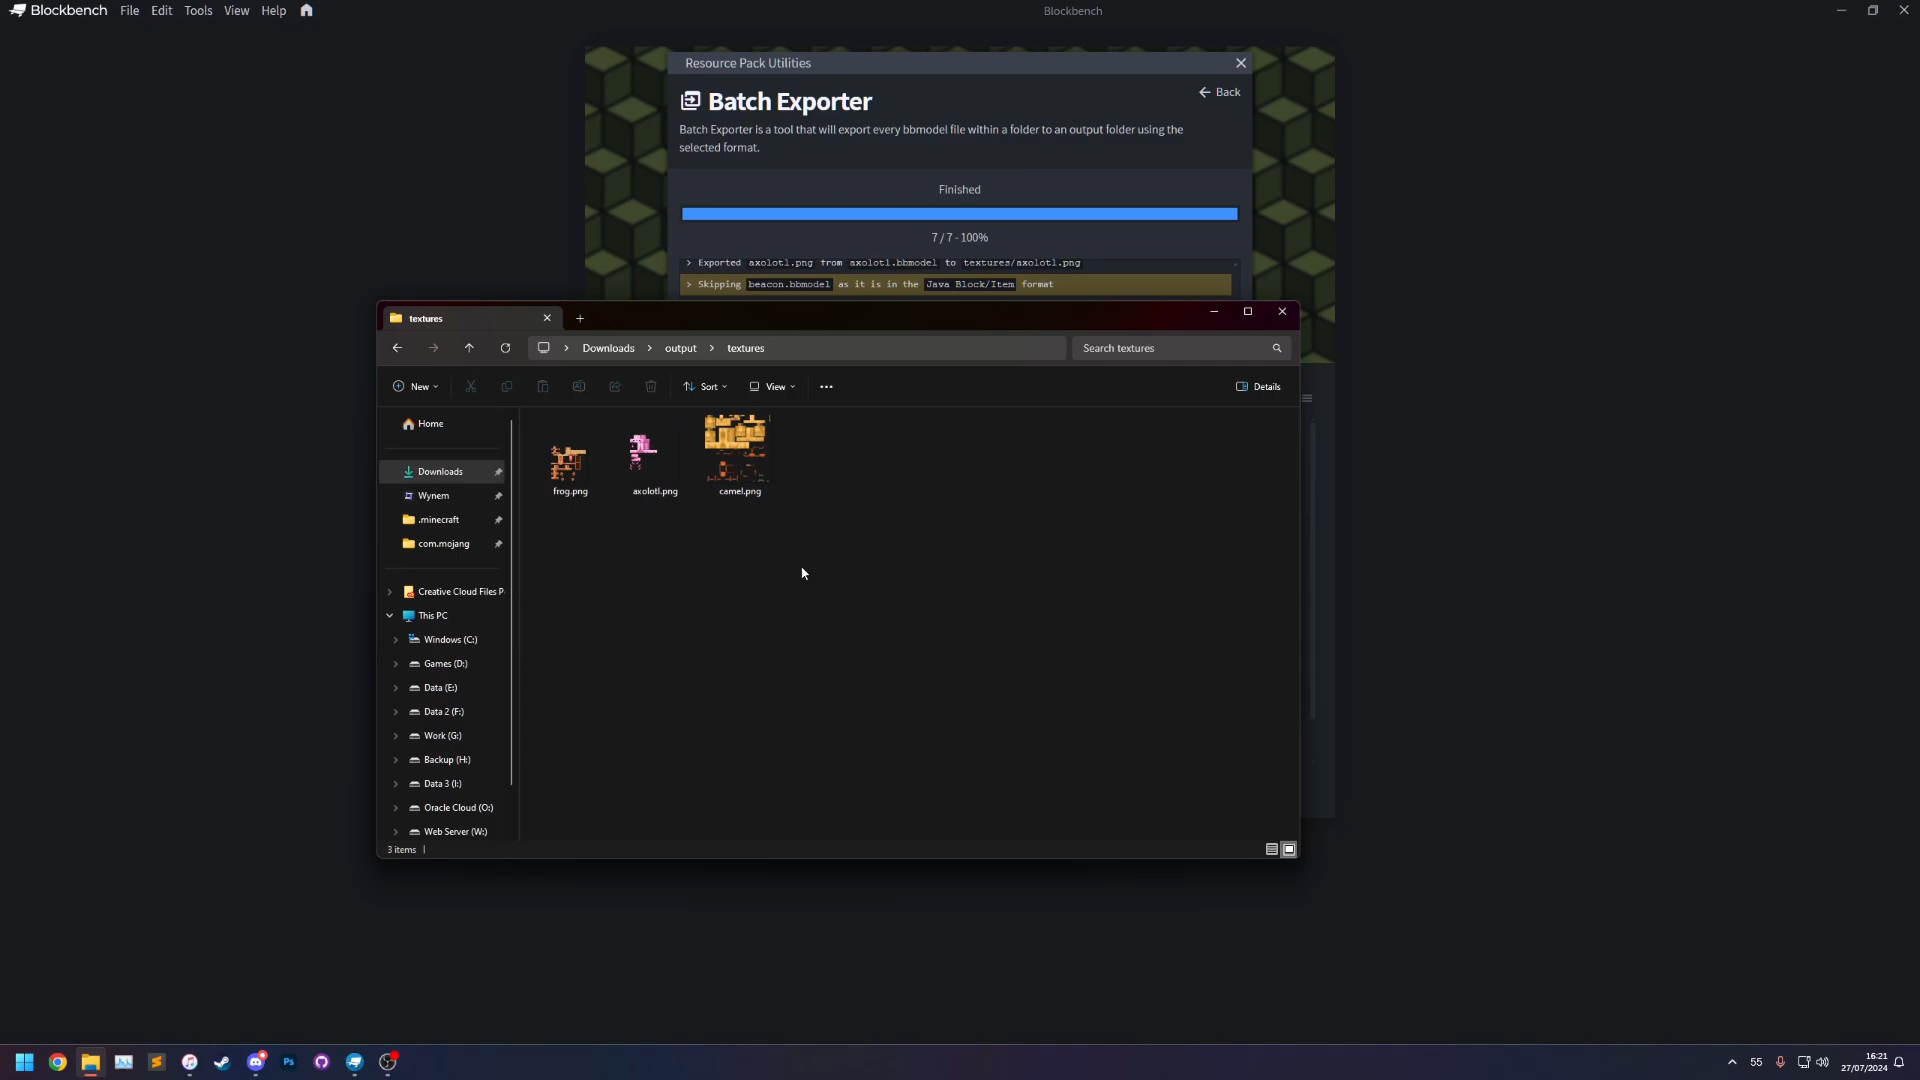 Blockbench File Edit Tools View Help
Blockbench
Resource Pack Utilities
Batch Exporter
Back
Batch Exporter is a tool that will export every bbmodel file within a folder to an output folder using the
selected format.
Finished
7 / 7 - 100%
> Exported axolotl.png from axolotl.bbmodel to textures/axolotl.png
> Skipping beacon.bbmodel as it is in the Java Block/Item format
textures
Downloads > output > textures
Search textures
New
Sort
View
Details
Home
Downloads
Wynem
.minecraft
com.mojang
Creative Cloud Files P
This PC
Windows (C:)
Games (D:)
Data (E:)
Data 2 (F:)
Work (G:)
Backup (H:)
Data 3 (I:)
Oracle Cloud (O:)
Web Server (W:)
frog.png
axolotl.png
camel.png
3 items
Ps
55
16:21
27/07/2024